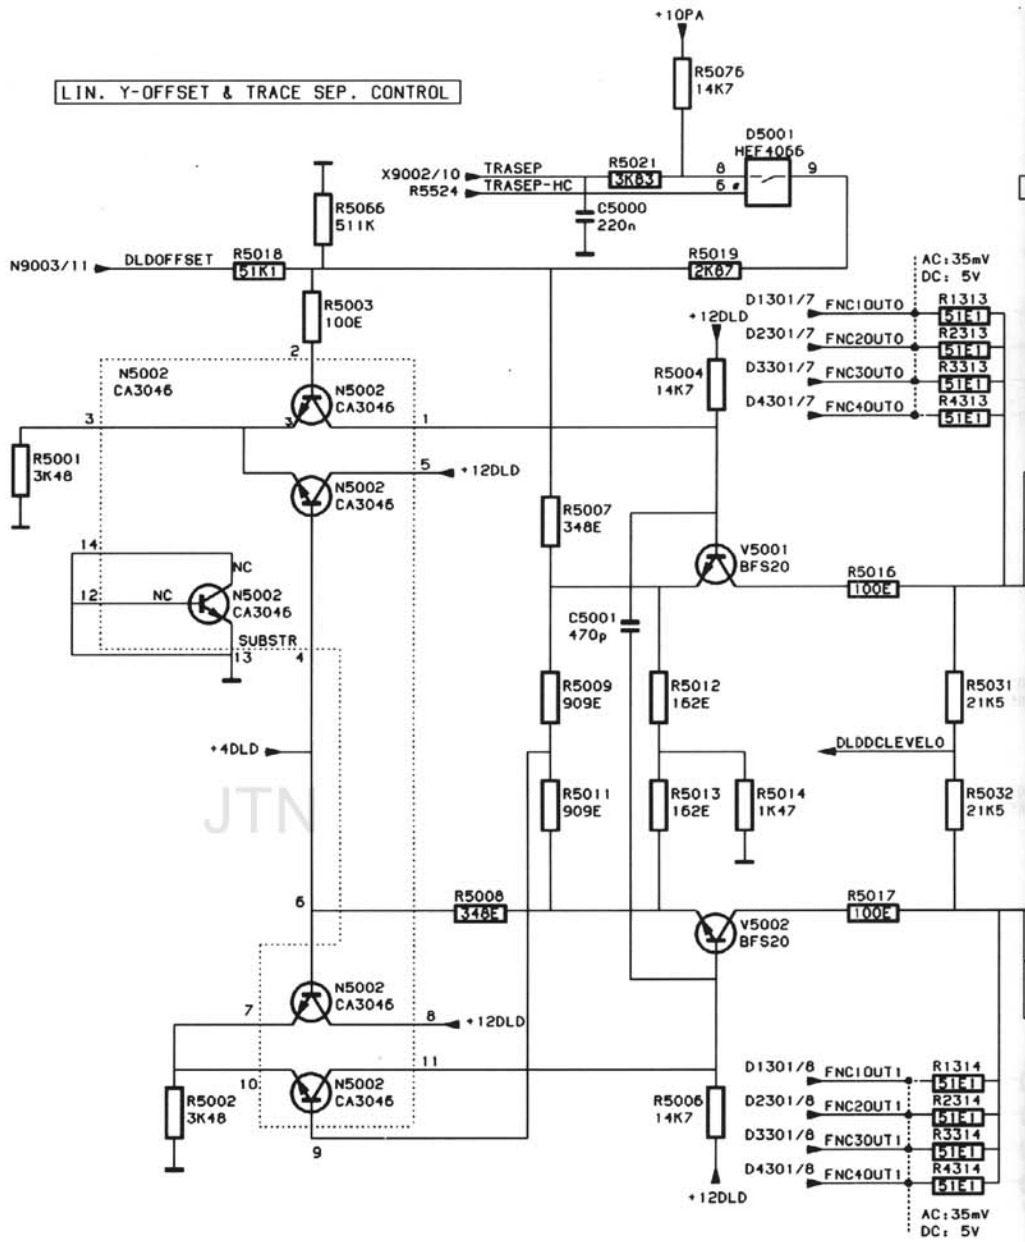 +10PA
R5076
14K7
LIN. Y-OFFSET & TRACE SEP. CONTROL
D5001
HEF4066
X9002/10 TRASEP
R5021
3K83
8
9
R5524 TRASEP-HC
6
C5000
220n
R5066
511K
N9003/11 DLDOFFSET
R5018
51K1
R5019
2K87
AC:35mV
DC: 5V
R5003
100E
2
N5002
CA3046
N5002
CA3046
3
3
1
+12DLD
R5004
14K7
D1301/7 FNC1OUT0
R1313
51E1
D2301/7 FNC2OUT0
R2313
51E1
D3301/7 FNC3OUT0
R3313
51E1
D4301/7 FNC4OUT0
R4313
51E1
R5001
3K48
5
+12DLD
N5002
CA3046
R5007
348E
14
NC
12
NC
N5002
CA3046
SUBSTR
13
4
V5001
BFS20
R5016
100E
C5001
470p
R5009
909E
R5012
162E
R5031
21K5
+4DLD
DLDDCLEVEL0
JTN
R5011
909E
R5013
162E
R5014
1K47
R5032
21K5
6
R5008
348E
R5017
100E
V5002
BFS20
N5002
CA3046
7
8
+12DLD
10
11
N5002
CA3046
R5002
3K48
9
R5006
14K7
+12DLD
D1301/8 FNC1OUT1
R1314
51E1
D2301/8 FNC2OUT1
R2314
51E1
D3301/8 FNC3OUT1
R3314
51E1
D4301/8 FNC4OUT1
R4314
51E1
AC:35mV
DC: 5V